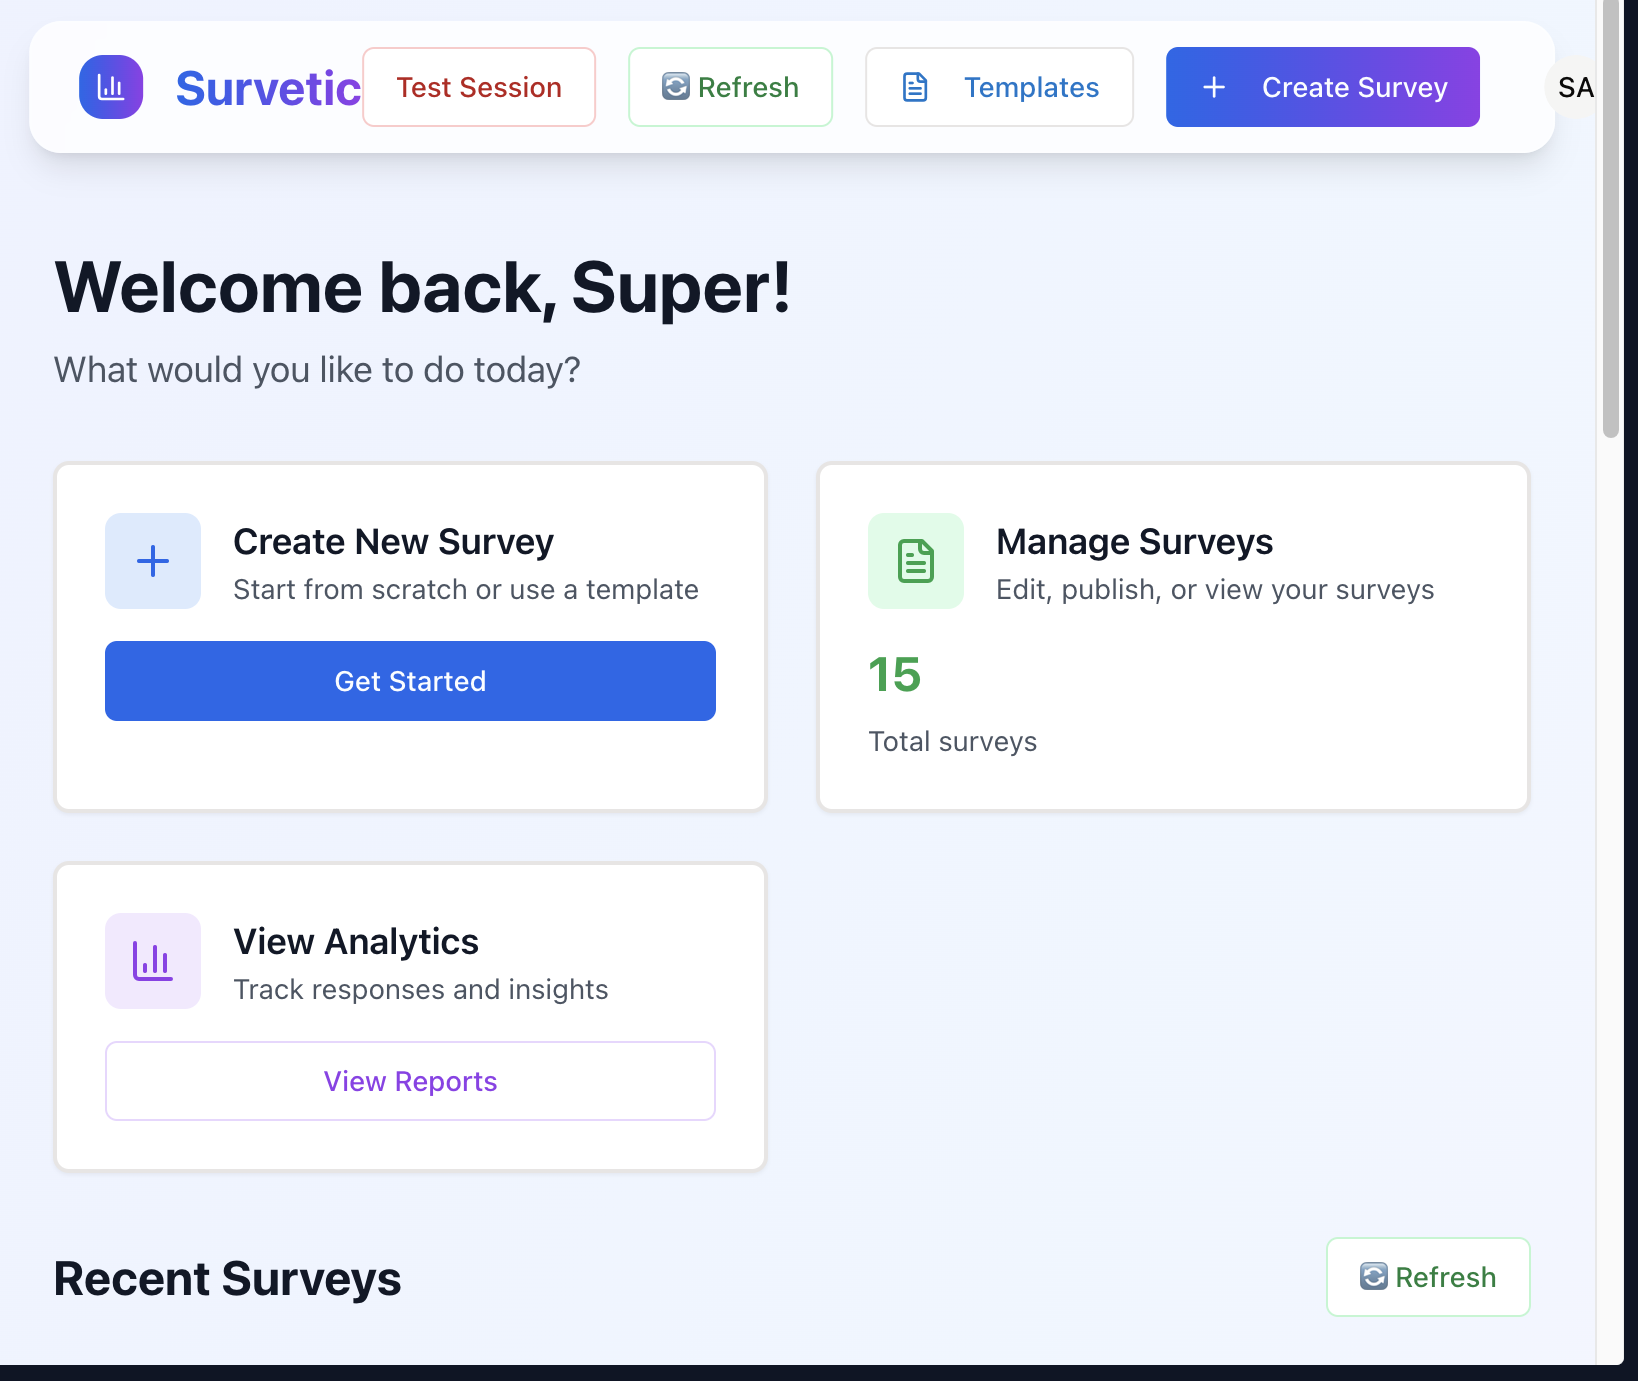 Survetic
Test Session
Refresh
Templates
Create Survey
SA
Welcome back, Super!
What would you like to do today?
Create New Survey
Start from scratch or use a template
Get Started
Manage Surveys
Edit, publish, or view your surveys
15
Total surveys
View Analytics
Track responses and insights
View Reports
Recent Surveys
Refresh